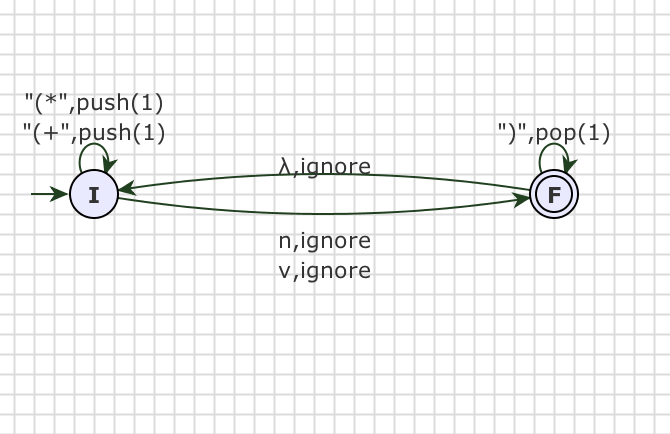 "(*",push(1)
"(+",push(1)
")",pop(1)
λ,ignore
I
F
n,ignore
v,ignore